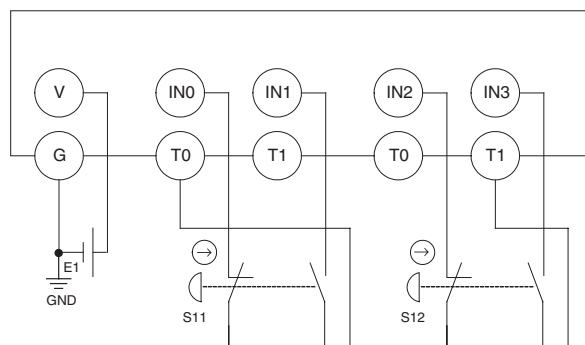 V IN0 IN1 IN2 IN3
G T0 T1 T0 T1
E1
GND
S11 S12